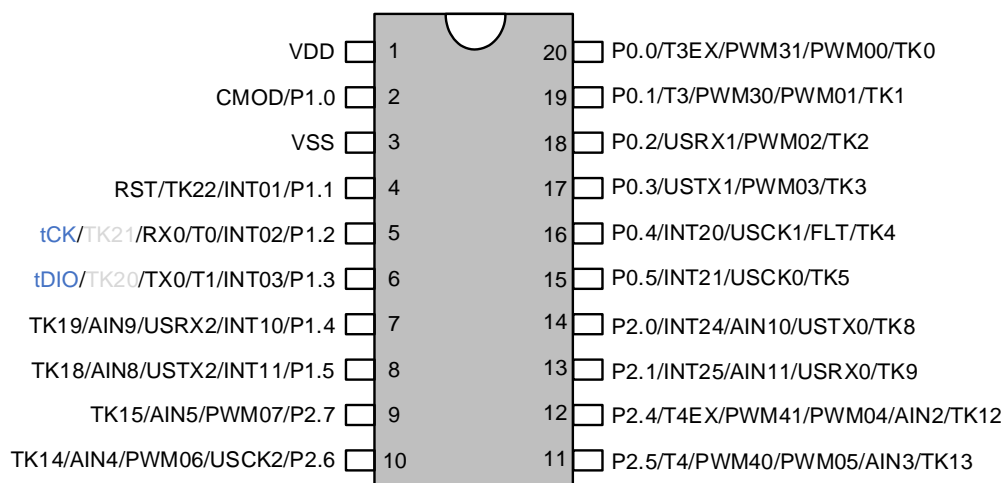 VDD 1 20 P0.0/T3EX/PWM31/PWM00/TK0
CMOD/P1.0 2 19 P0.1/T3/PWM30/PWM01/TK1
VSS 3 18 P0.2/USRX1/PWM02/TK2
RST/TK22/INT01/P1.1 4 17 P0.3/USTX1/PWM03/TK3
tCK/TK21/RX0/T0/INT02/P1.2 5 16 P0.4/INT20/USCK1/FLT/TK4
tDIO/TK20/TX0/T1/INT03/P1.3 6 15 P0.5/INT21/USCK0/TK5
TK19/AIN9/USRX2/INT10/P1.4 7 14 P2.0/INT24/AIN10/USTX0/TK8
TK18/AIN8/USTX2/INT11/P1.5 8 13 P2.1/INT25/AIN11/USRX0/TK9
TK15/AIN5/PWM07/P2.7 9 12 P2.4/T4EX/PWM41/PWM04/AIN2/TK12
TK14/AIN4/PWM06/USCK2/P2.6 10 11 P2.5/T4/PWM40/PWM05/AIN3/TK13